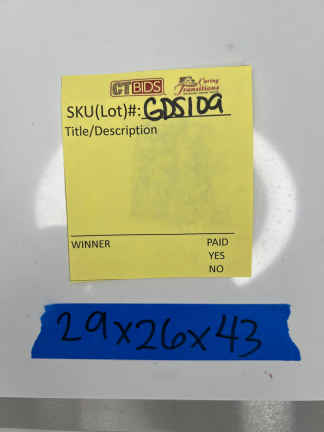 CTBIDS Caring Transitions
SKU(Lot)#: GDS109
Title/Description
WINNER PAID
YES
NO
29x26x43